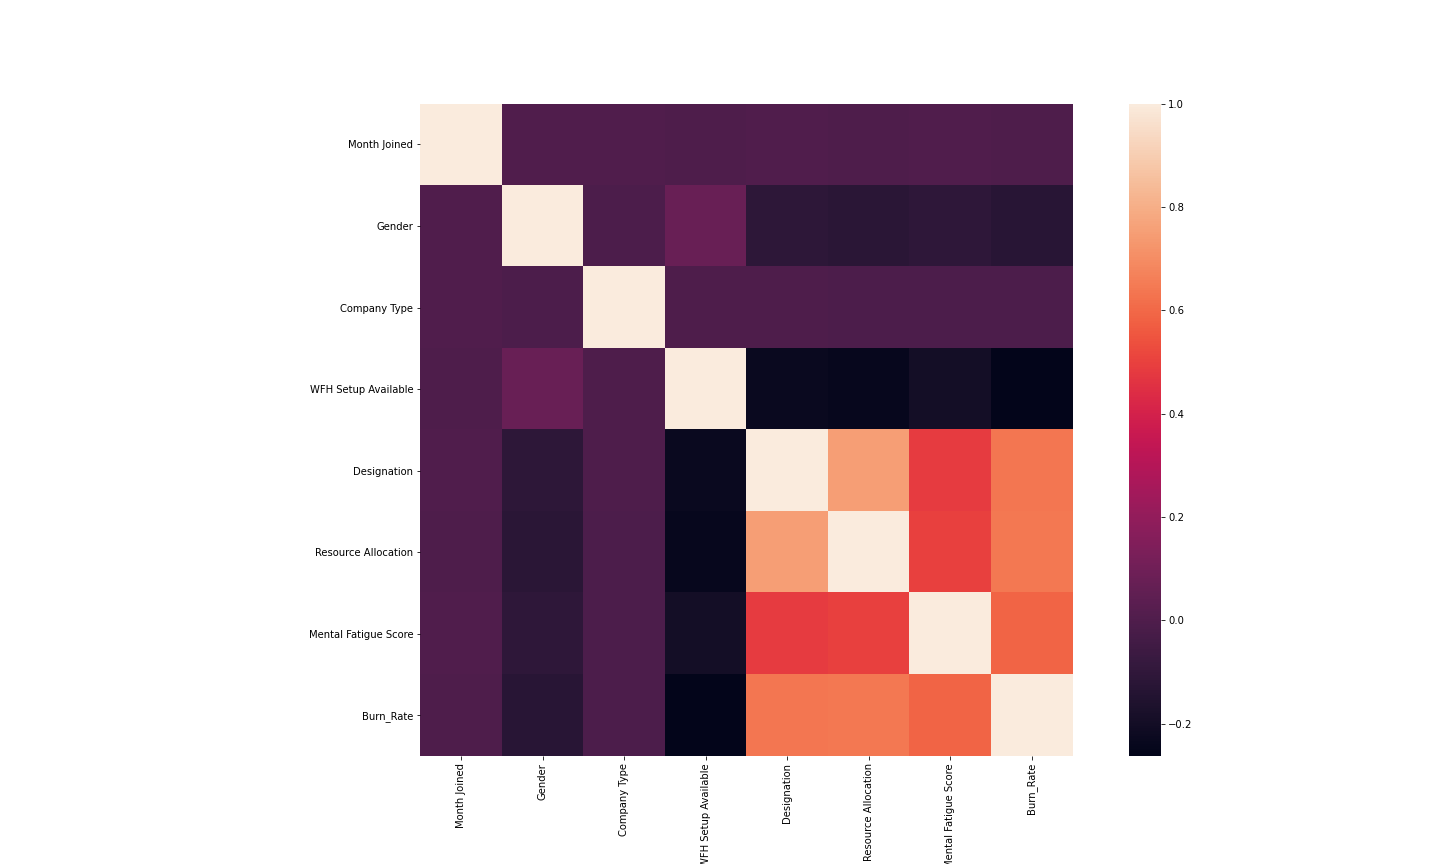 Month Joined
Gender
Company Type
WFH Setup Available
Designation
Resource Allocation
Mental Fatigue Score
Burn_Rate
Month Joined
Gender
Company Type
WFH Setup Available
Designation
Resource Allocation
Mental Fatigue Score
Burn_Rate
1.0
0.8
0.6
0.4
0.2
0.0
−0.2